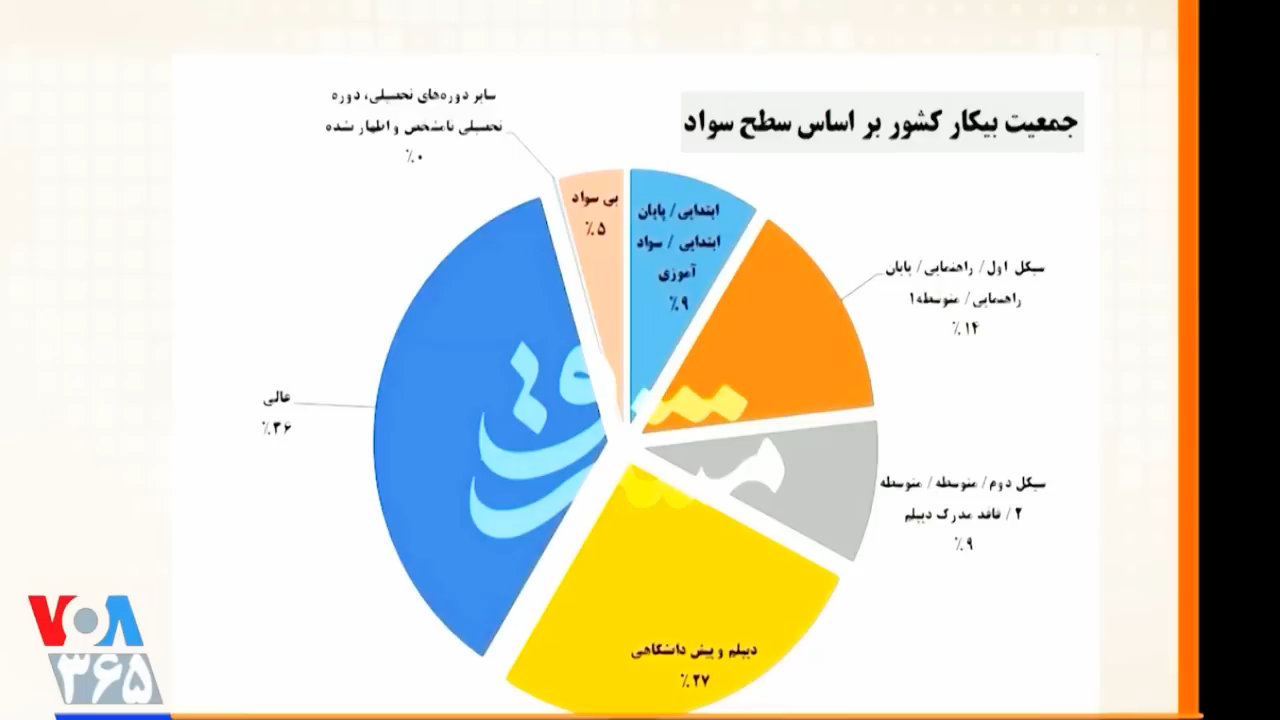 جمعیت بیکار کشور بر اساس سطح سواد
سایر دوره‌های تحصیلی، دوره
تحصیلی نامشخص و اظهار نشده
٪۰
بی سواد
٪۵
ابتدایی/ پایان
ابتدایی / سواد
آموزی
٪۹
سیکل اول/ راهنمایی/ پایان
راهنمایی/ متوسطه۱
٪۱۴
عالی
٪۳۶
سیکل دوم/ متوسطه/ متوسطه
۲ / فاقد مدرک دیپلم
٪۹
دیپلم و پیش دانشگاهی
٪۲۷
VOA
۳۶۵